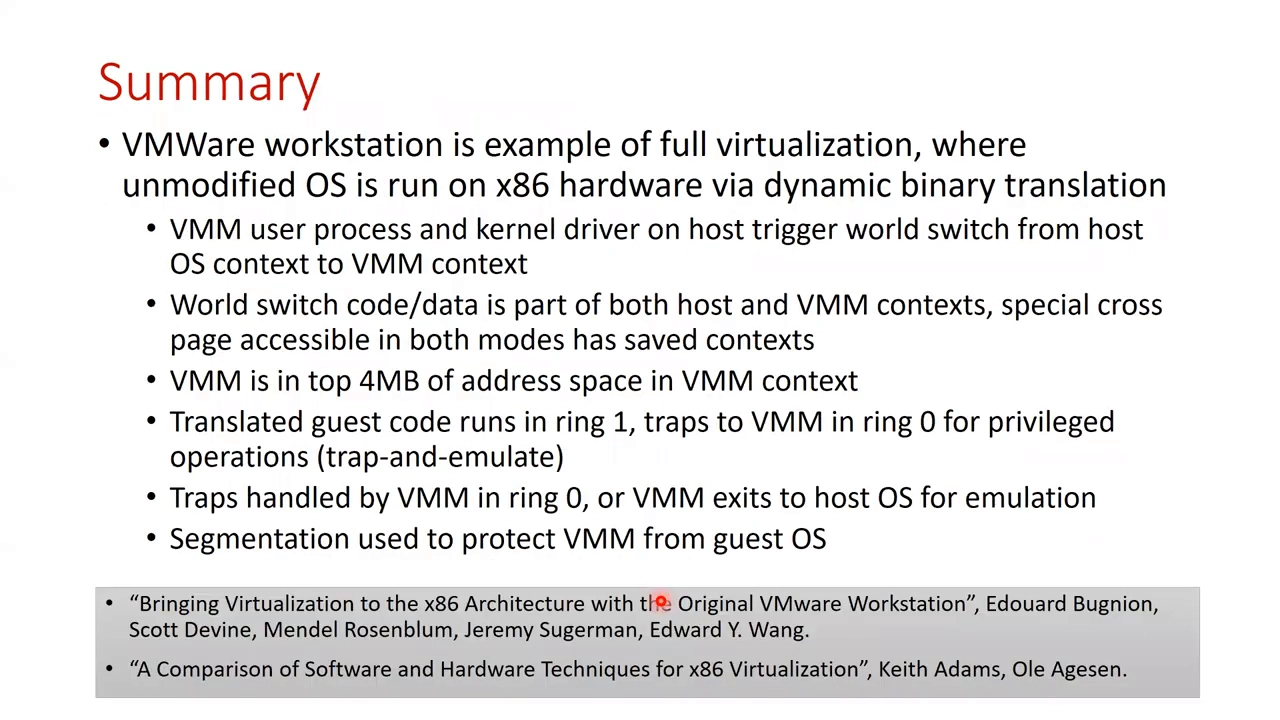 Summary
• VMWare workstation is example of full virtualization, where
unmodified OS is run on x86 hardware via dynamic binary translation
• VMM user process and kernel driver on host trigger world switch from host
OS context to VMM context
• World switch code/data is part of both host and VMM contexts, special cross
page accessible in both modes has saved contexts
• VMM is in top 4MB of address space in VMM context
• Translated guest code runs in ring 1, traps to VMM in ring 0 for privileged
operations (trap-and-emulate)
• Traps handled by VMM in ring 0, or VMM exits to host OS for emulation
• Segmentation used to protect VMM from guest OS
• “Bringing Virtualization to the x86 Architecture with the Original VMware Workstation”, Edouard Bugnion,
Scott Devine, Mendel Rosenblum, Jeremy Sugerman, Edward Y. Wang.
• “A Comparison of Software and Hardware Techniques for x86 Virtualization”, Keith Adams, Ole Agesen.